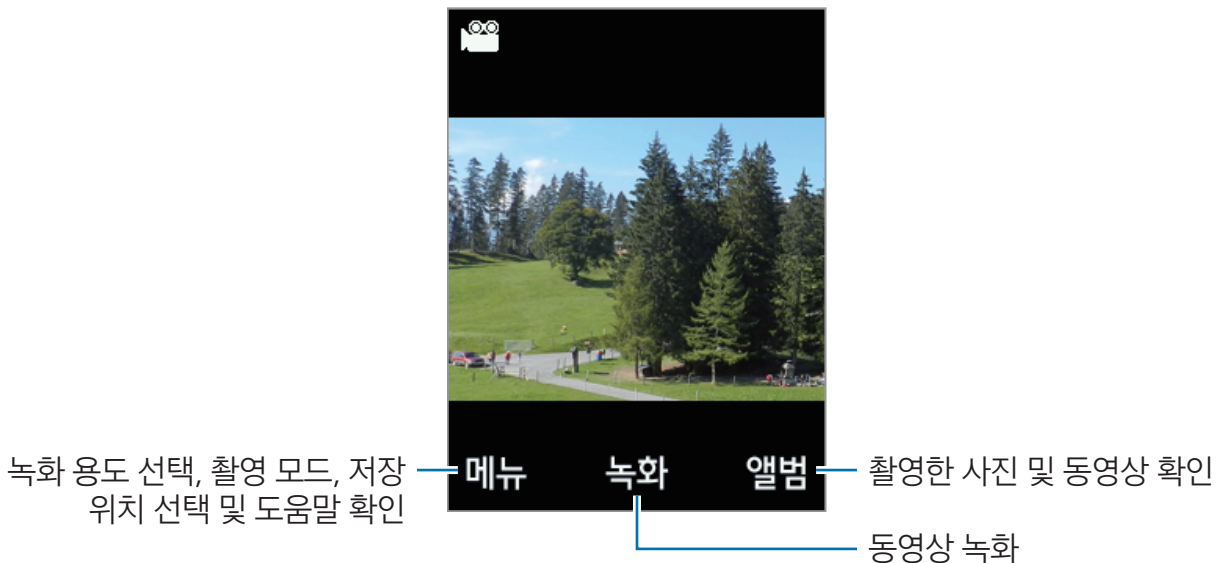 녹화 용도 선택, 촬영 모드, 저장
위치 선택 및 도움말 확인
메뉴
녹화
앨범
촬영한 사진 및 동영상 확인
동영상 녹화